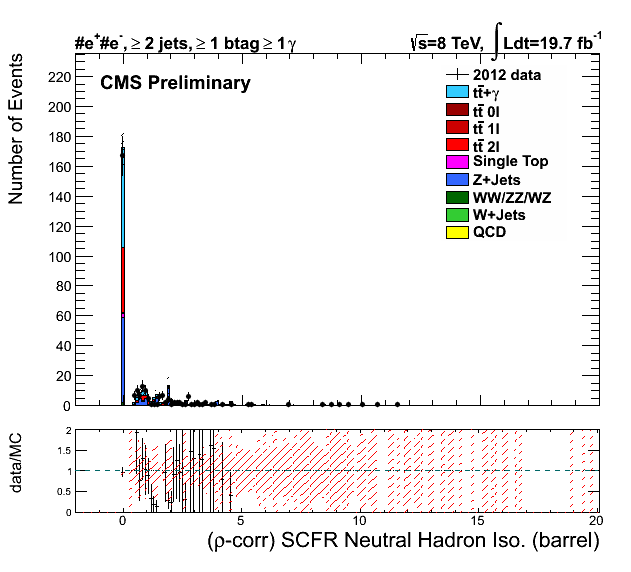 #e+#e-, ≥ 2 jets, ≥ 1 btag ≥ 1 γ
√s=8 TeV, ∫ Ldt=19.7 fb-1
CMS Preliminary
2012 data
tt̄+γ
tt̄ 0l
tt̄ 1l
tt̄ 2l
Single Top
Z+Jets
WW/ZZ/WZ
W+Jets
QCD
Number of Events
220
200
180
160
140
120
100
80
60
40
20
0
data/MC
2
1.5
1
0.5
0
0 5 10 15 20
(ρ-corr) SCFR Neutral Hadron Iso. (barrel)